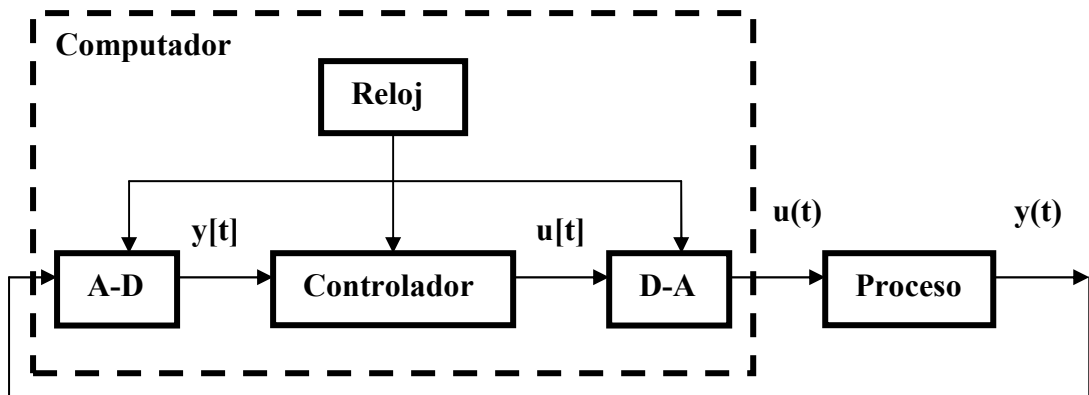 Computador
Reloj
u(t)
y(t)
y[t]
u[t]
A-D
Controlador
D-A
Proceso